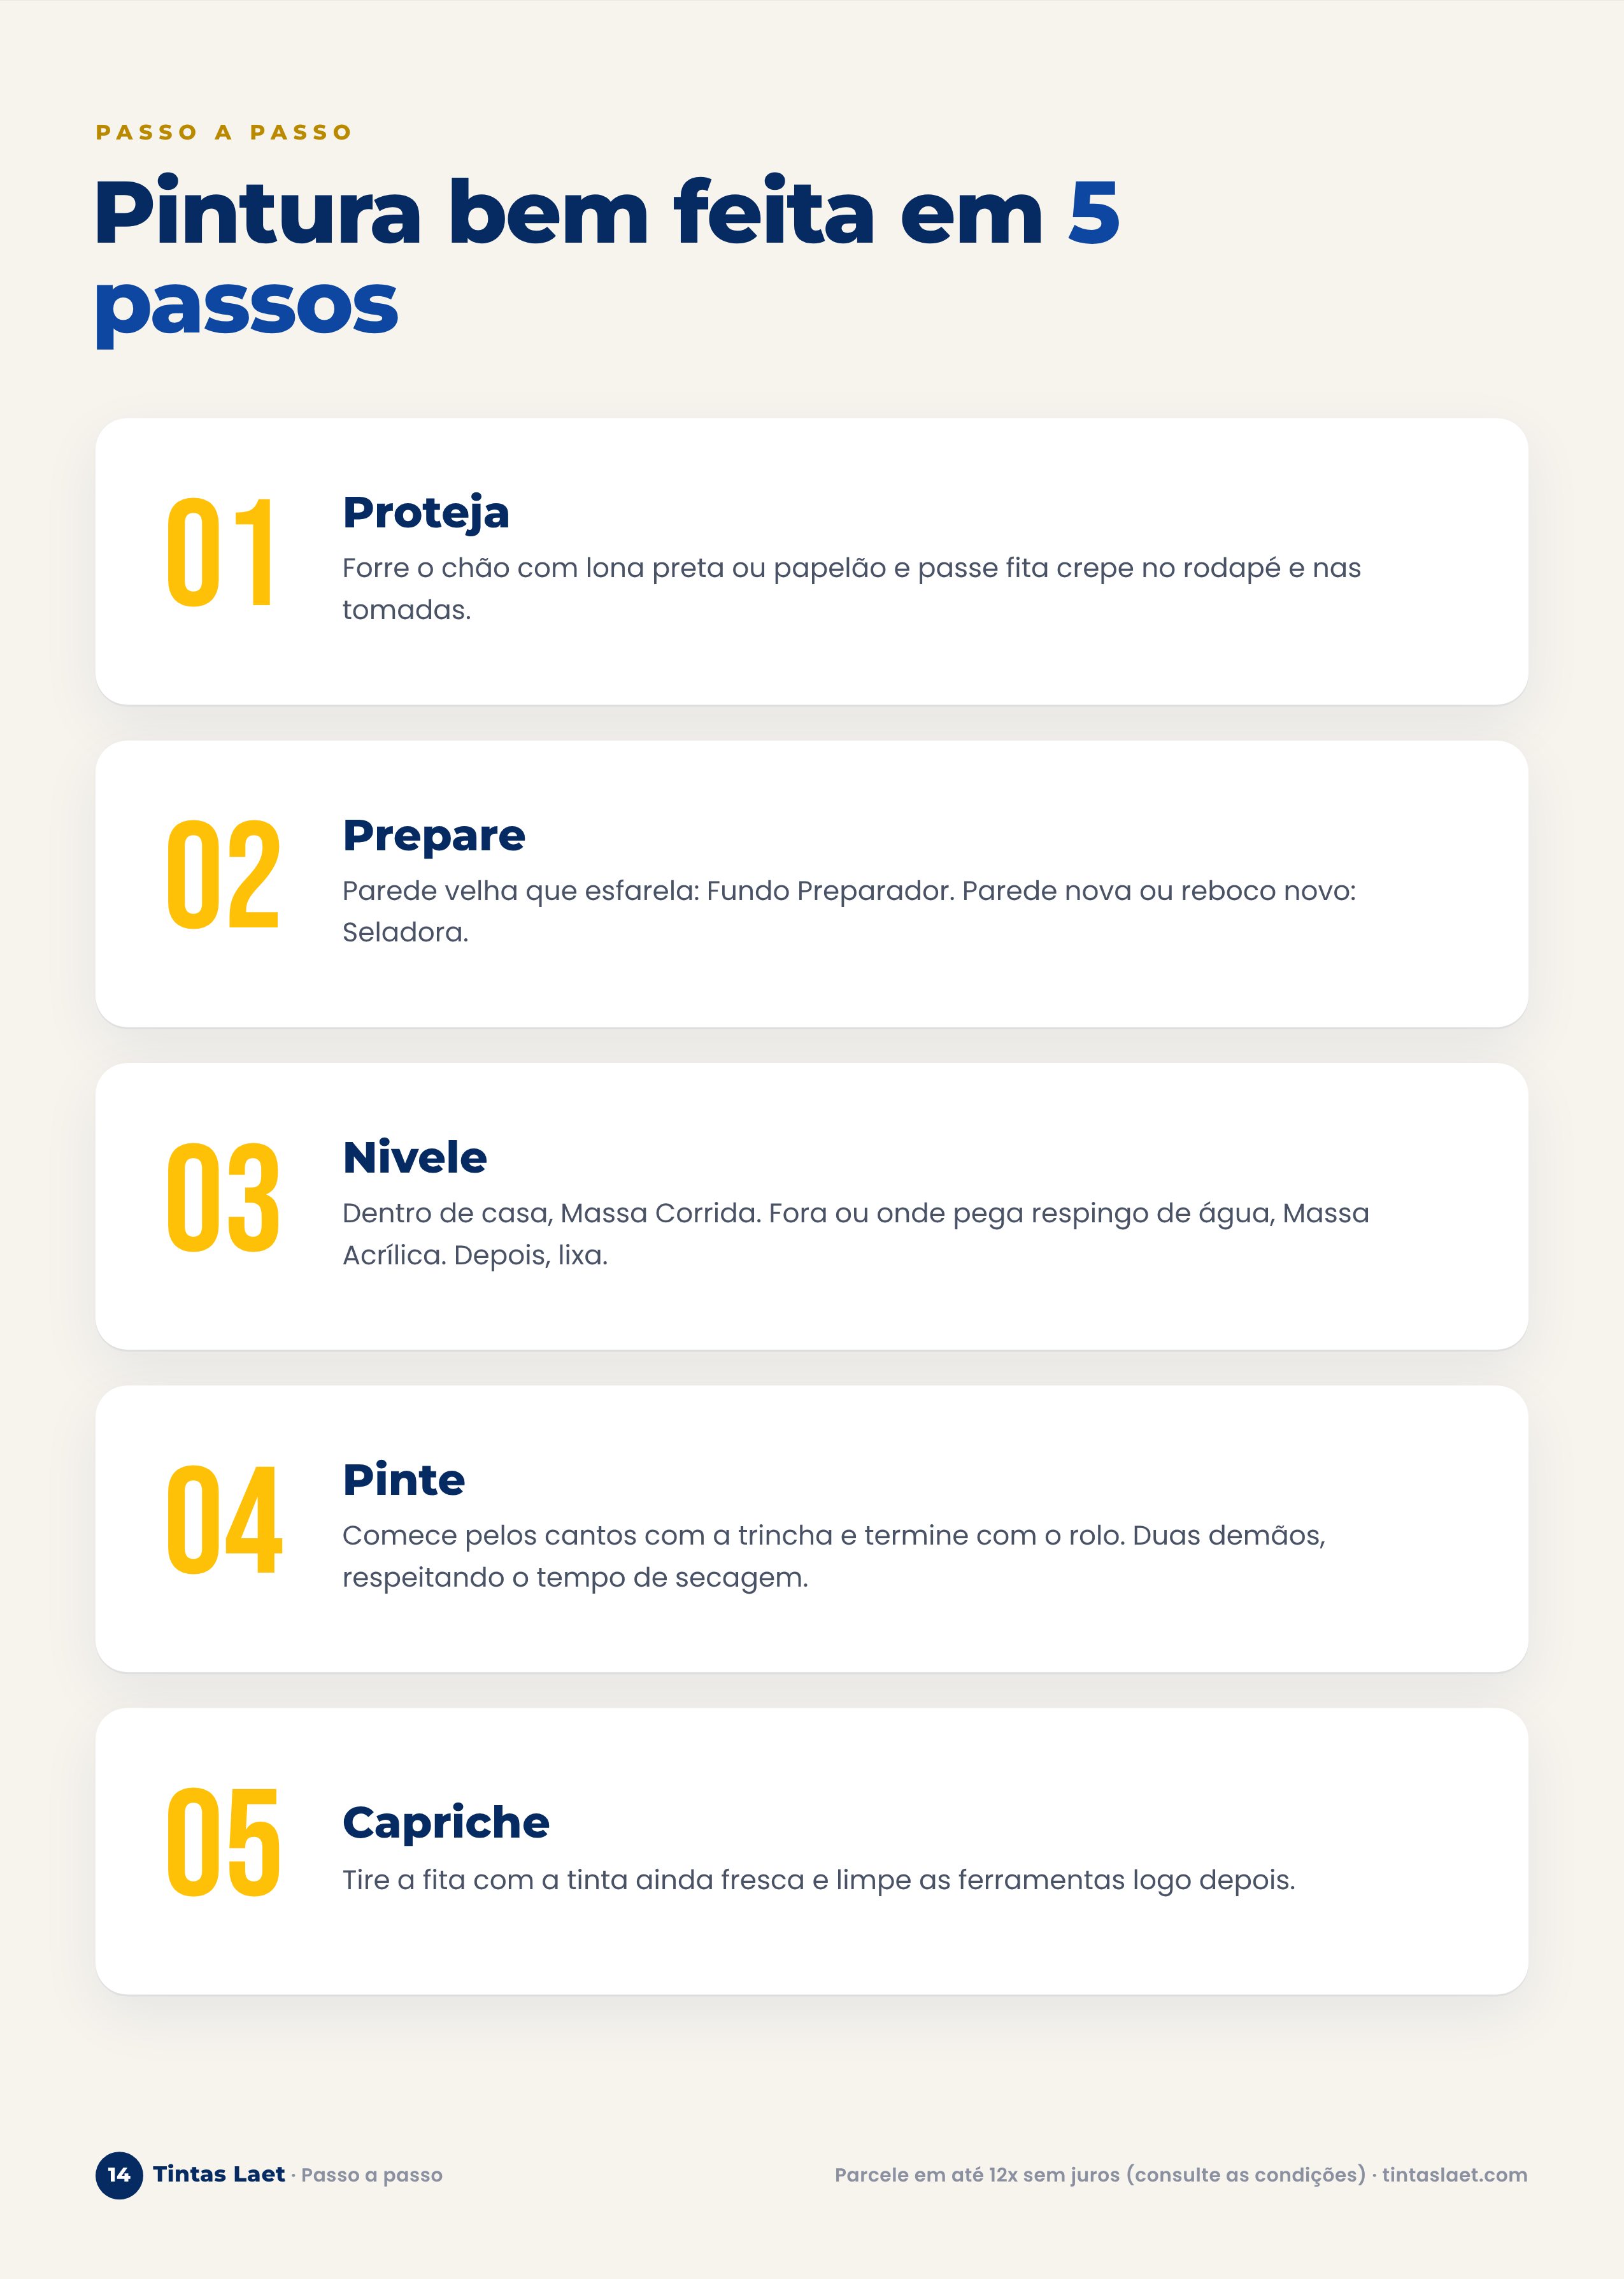 PASSO A PASSO
Pintura bem feita em 5
passos
01
Proteja
Forre o chão com lona preta ou papelão e passe fita crepe no rodapé e nas
tomadas.
02
Prepare
Parede velha que esfarela: Fundo Preparador. Parede nova ou reboco novo:
Seladora.
03
Nivele
Dentro de casa, Massa Corrida. Fora ou onde pega respingo de água, Massa
Acrílica. Depois, lixa.
04
Pinte
Comece pelos cantos com a trincha e termine com o rolo. Duas demãos,
respeitando o tempo de secagem.
05
Capriche
Tire a fita com a tinta ainda fresca e limpe as ferramentas logo depois.
14 Tintas Laet · Passo a passo
Parcele em até 12x sem juros (consulte as condições) · tintaslaet.com